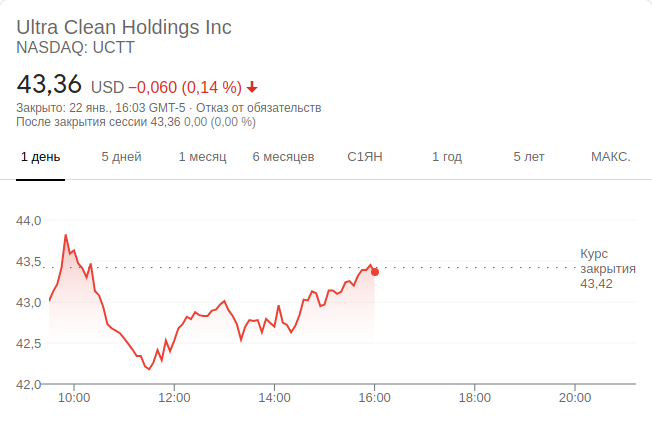 Ultra Clean Holdings Inc
NASDAQ: UCTT
43,36 USD −0,060 (0,14 %)
Закрыто: 22 янв., 16:03 GMT-5 · Отказ от обязательств
После закрытия сессии 43,36 0,00 (0,00 %)
1 день 5 дней 1 месяц 6 месяцев С1ЯН 1 год 5 лет МАКС.
44,0
43,5
43,0
42,5
42,0
Курс
закрытия
43,42
10:00 12:00 14:00 16:00 18:00 20:00